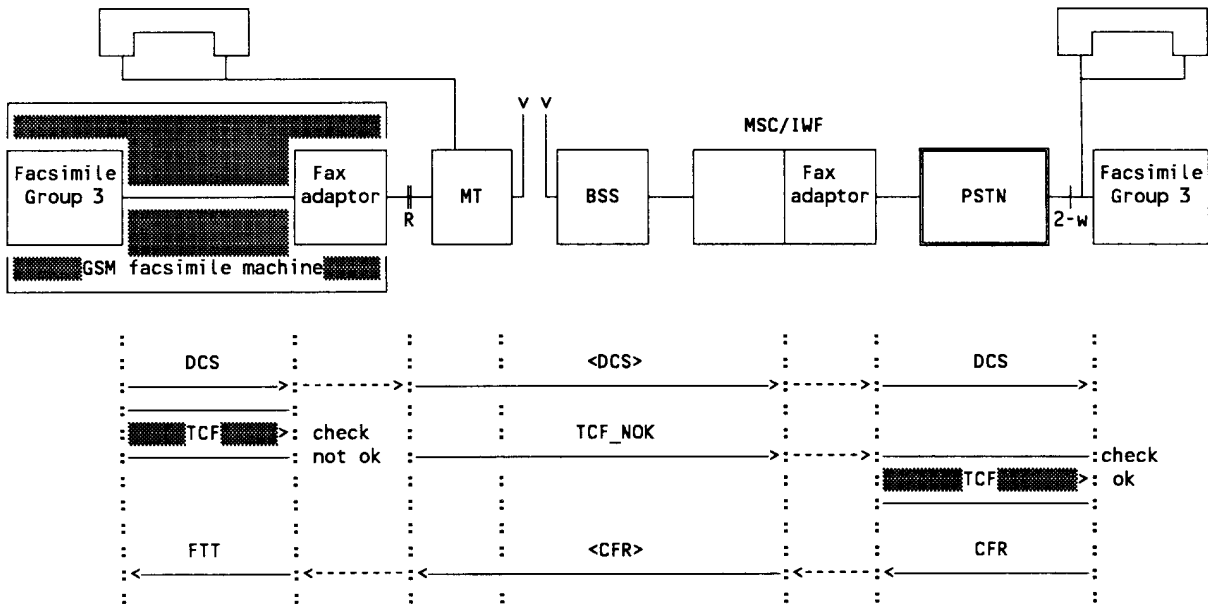 MSC/IWF
Facsimile
Group 3
Fax
adaptor
R
MT
BSS
Fax
adaptor
PSTN
2-w
Facsimile
Group 3
GSM facsimile machine
DCS
<DCS>
DCS
TCF
check
not ok
TCF_NOK
check
ok
TCF
FTT
<CFR>
CFR